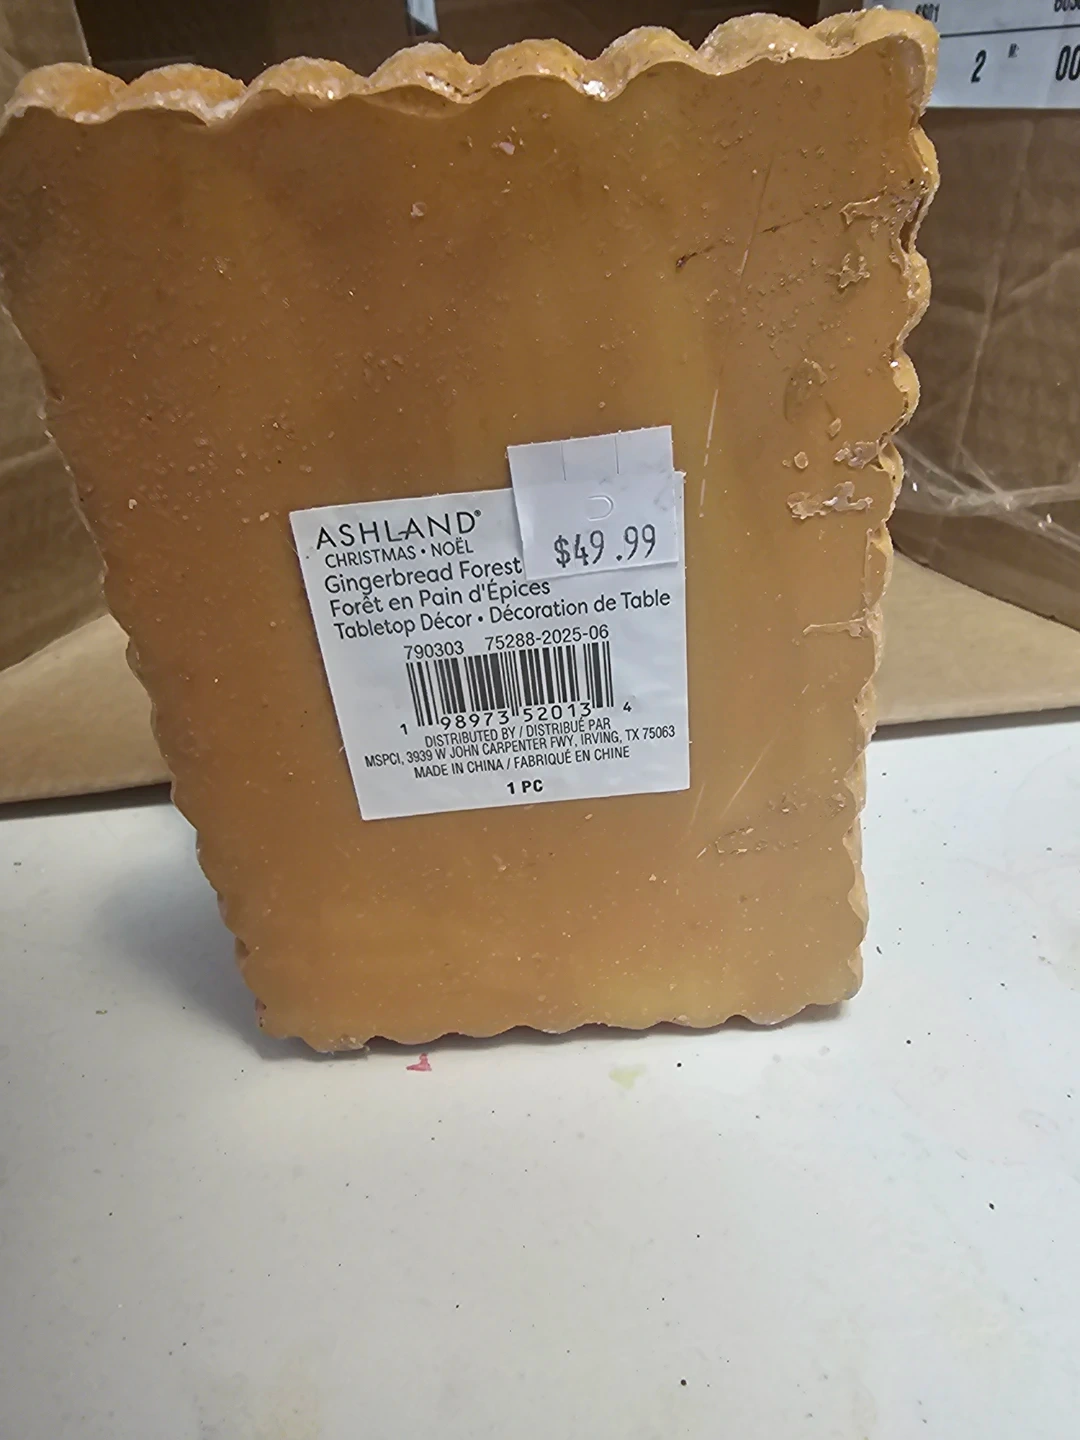 2
00
ASHLAND®
CHRISTMAS • NOËL
$49.99
Gingerbread Forest
Forêt en Pain d'Épices
Tabletop Décor • Décoration de Table
790303 75288-2025-06
1 98973 52013 4
DISTRIBUTED BY / DISTRIBUÉ PAR
MSPCI, 3939 W JOHN CARPENTER FWY, IRVING, TX 75063
MADE IN CHINA / FABRIQUÉ EN CHINE
1 PC